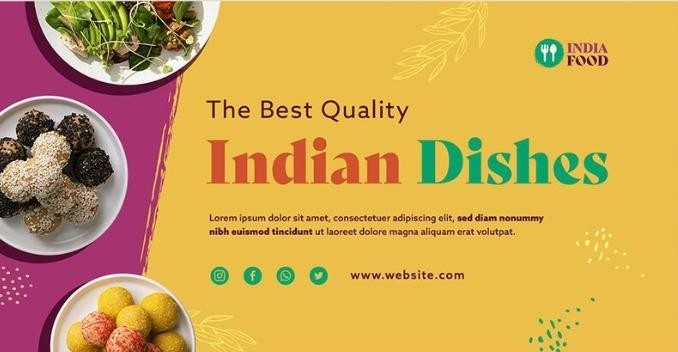 INDIA
FOOD
The Best Quality
Indian Dishes
Lorem ipsum dolor sit amet, consectetuer adipiscing elit, sed diam nonummy
nibh euismod tincidunt ut laoreet dolore magna aliquam erat volutpat.
www.website.com